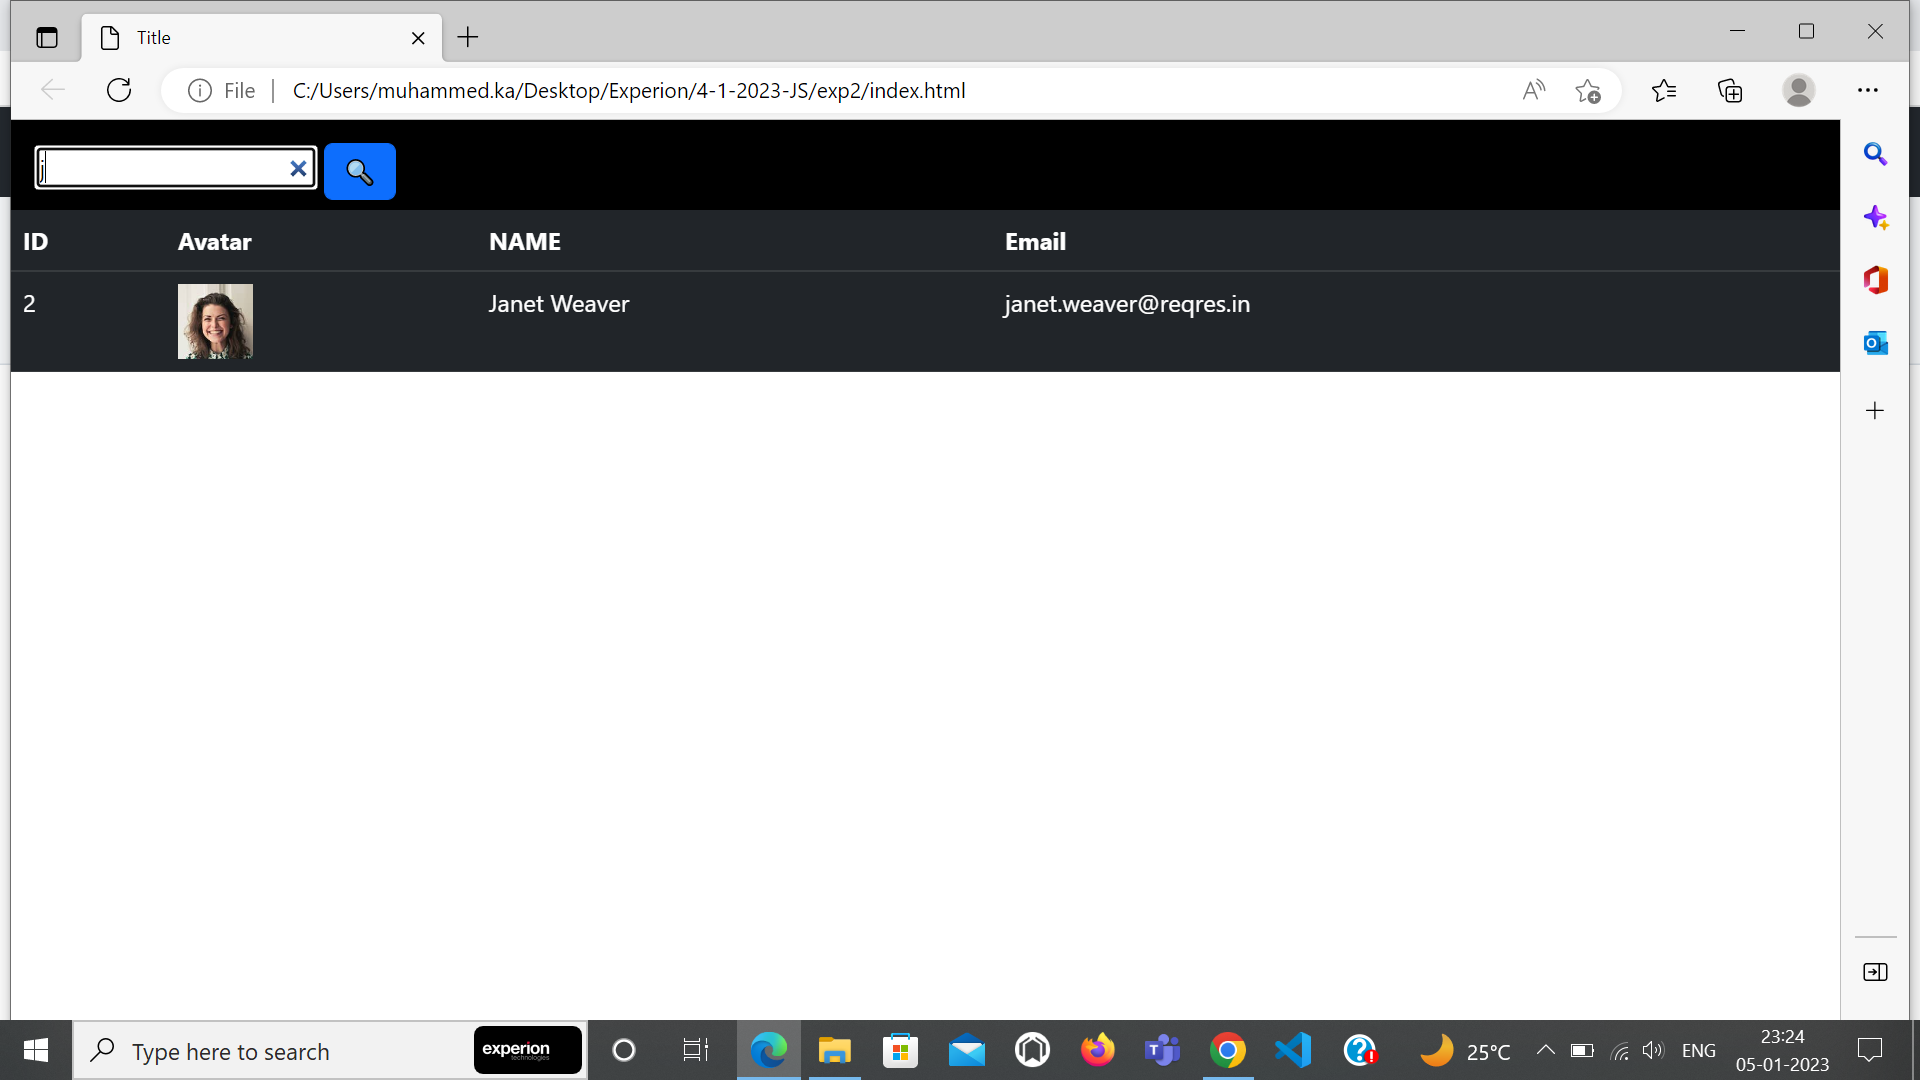 Title
File
C:/Users/muhammed.ka/Desktop/Experion/4-1-2023-JS/exp2/index.html
j
ID Avatar NAME Email
2 Janet Weaver janet.weaver@reqres.in
Type here to search
experion
technologies
25°C
ENG
23:24
05-01-2023